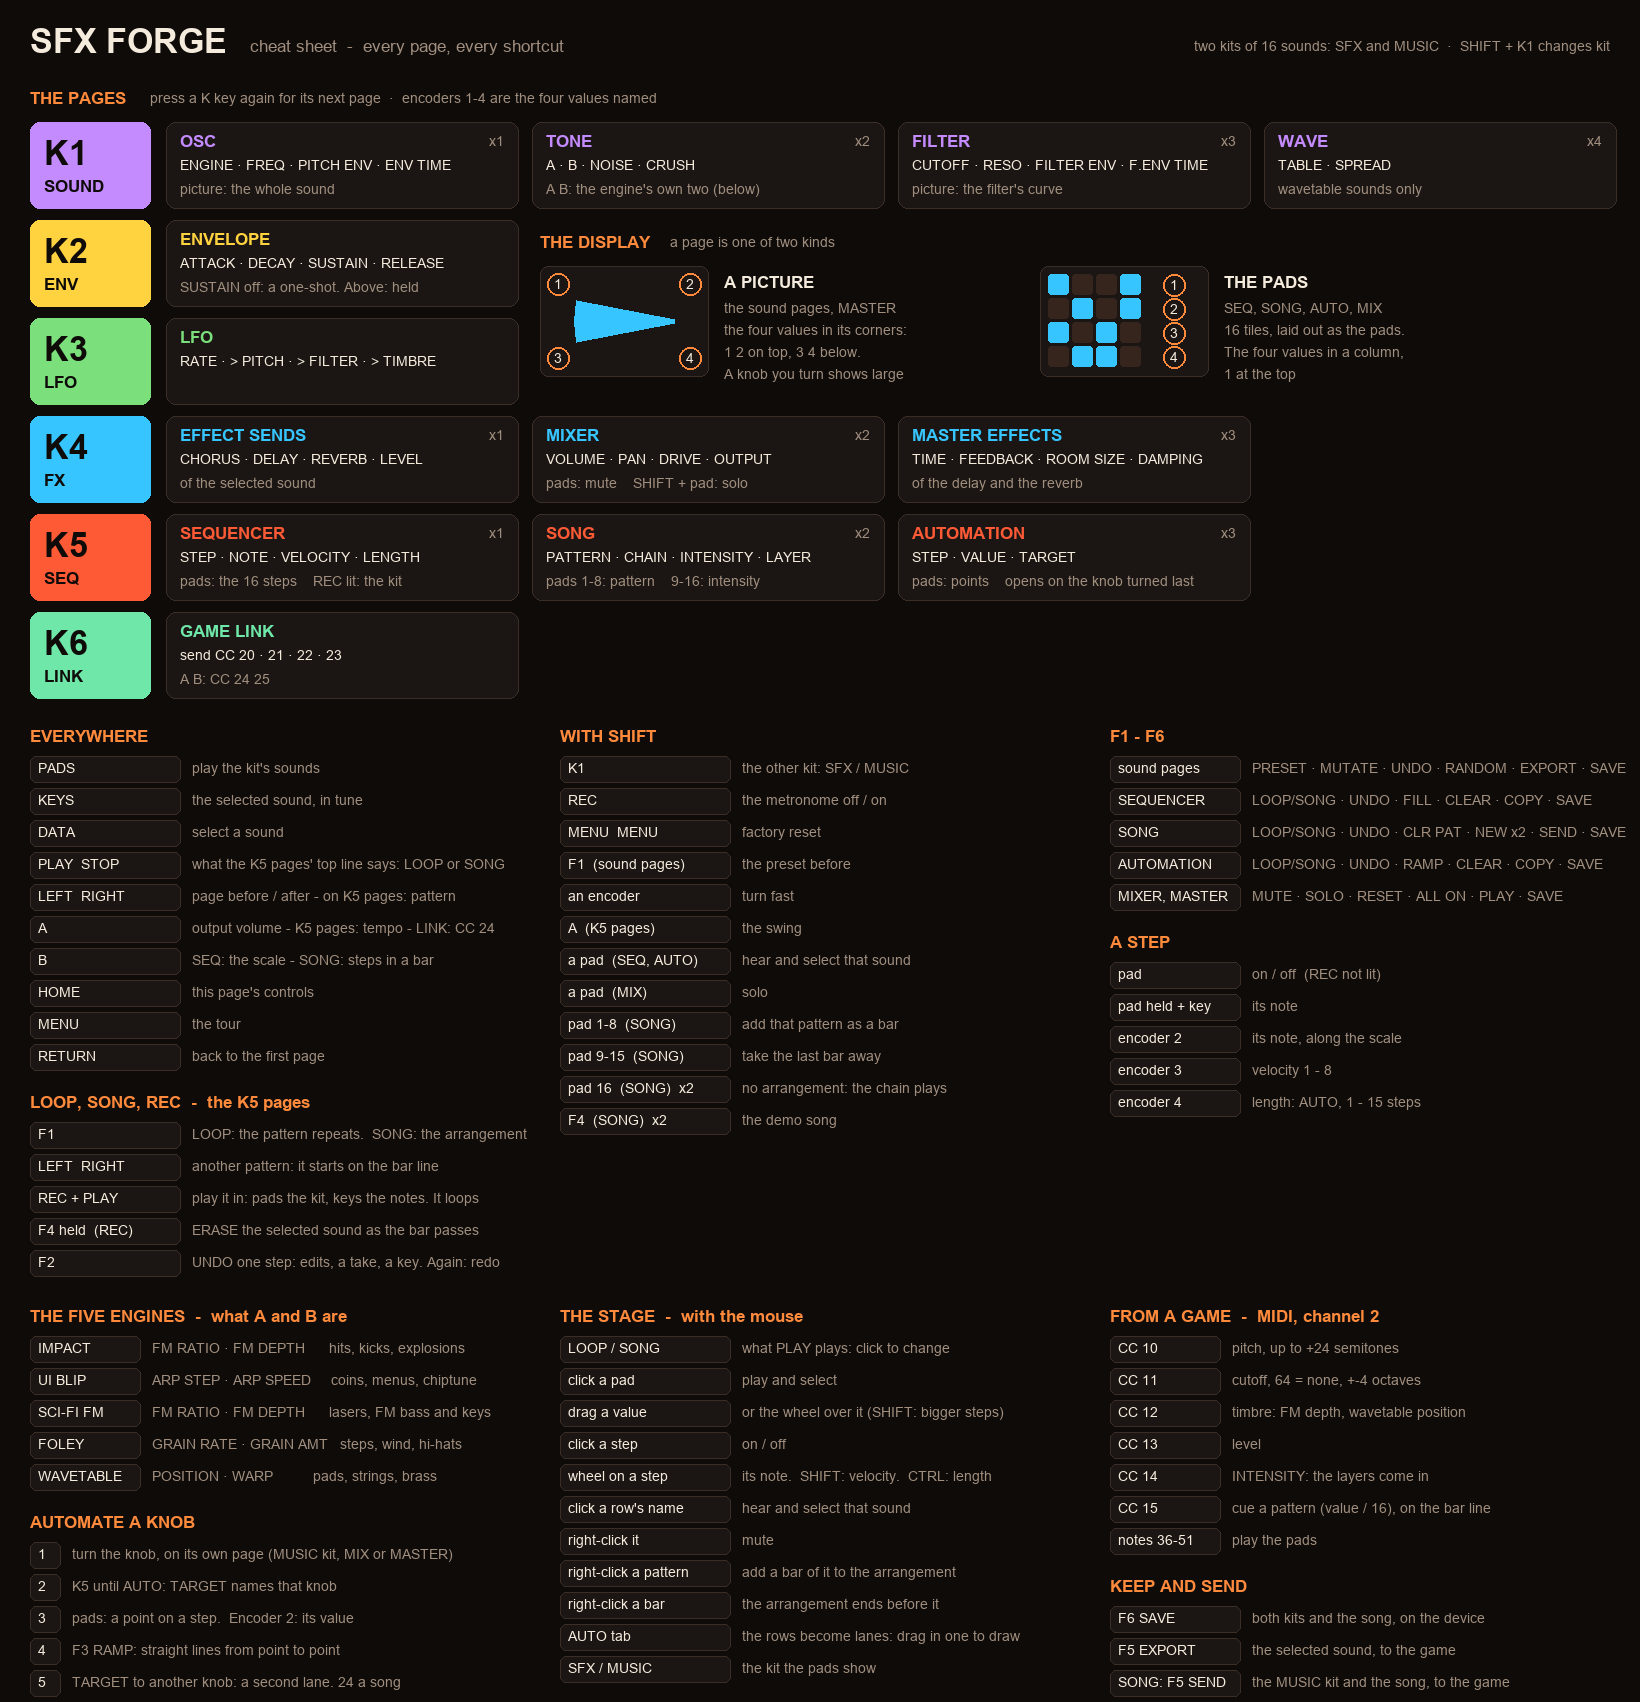 SFX FORGE cheat sheet - every page, every shortcut
two kits of 16 sounds: SFX and MUSIC · SHIFT + K1 changes kit
THE PAGES press a K key again for its next page · encoders 1-4 are the four values named
K1
SOUND
OSC x1
ENGINE · FREQ · PITCH ENV · ENV TIME
picture: the whole sound
TONE x2
A · B · NOISE · CRUSH
A B: the engine's own two (below)
FILTER x3
CUTOFF · RESO · FILTER ENV · F.ENV TIME
picture: the filter's curve
WAVE x4
TABLE · SPREAD
wavetable sounds only
K2
ENV
ENVELOPE
ATTACK · DECAY · SUSTAIN · RELEASE
SUSTAIN off: a one-shot. Above: held
THE DISPLAY a page is one of two kinds
1 2
3 4
A PICTURE
the sound pages, MASTER
the four values in its corners:
1 2 on top, 3 4 below.
A knob you turn shows large
1
2
3
4
THE PADS
SEQ, SONG, AUTO, MIX
16 tiles, laid out as the pads.
The four values in a column,
1 at the top
K3
LFO
LFO
RATE · > PITCH · > FILTER · > TIMBRE
K4
FX
EFFECT SENDS x1
CHORUS · DELAY · REVERB · LEVEL
of the selected sound
MIXER x2
VOLUME · PAN · DRIVE · OUTPUT
pads: mute SHIFT + pad: solo
MASTER EFFECTS x3
TIME · FEEDBACK · ROOM SIZE · DAMPING
of the delay and the reverb
K5
SEQ
SEQUENCER x1
STEP · NOTE · VELOCITY · LENGTH
pads: the 16 steps REC lit: the kit
SONG x2
PATTERN · CHAIN · INTENSITY · LAYER
pads 1-8: pattern 9-16: intensity
AUTOMATION x3
STEP · VALUE · TARGET
pads: points opens on the knob turned last
K6
LINK
GAME LINK
send CC 20 · 21 · 22 · 23
A B: CC 24 25
EVERYWHERE
PADS play the kit's sounds
KEYS the selected sound, in tune
DATA select a sound
PLAY STOP what the K5 pages' top line says: LOOP or SONG
LEFT RIGHT page before / after - on K5 pages: pattern
A output volume - K5 pages: tempo - LINK: CC 24
B SEQ: the scale - SONG: steps in a bar
HOME this page's controls
MENU the tour
RETURN back to the first page
LOOP, SONG, REC - the K5 pages
F1 LOOP: the pattern repeats. SONG: the arrangement
LEFT RIGHT another pattern: it starts on the bar line
REC + PLAY play it in: pads the kit, keys the notes. It loops
F4 held (REC) ERASE the selected sound as the bar passes
F2 UNDO one step: edits, a take, a key. Again: redo
WITH SHIFT
K1 the other kit: SFX / MUSIC
REC the metronome off / on
MENU MENU factory reset
F1 (sound pages) the preset before
an encoder turn fast
A (K5 pages) the swing
a pad (SEQ, AUTO) hear and select that sound
a pad (MIX) solo
pad 1-8 (SONG) add that pattern as a bar
pad 9-15 (SONG) take the last bar away
pad 16 (SONG) x2 no arrangement: the chain plays
F4 (SONG) x2 the demo song
F1 - F6
sound pages PRESET · MUTATE · UNDO · RANDOM · EXPORT · SAVE
SEQUENCER LOOP/SONG · UNDO · FILL · CLEAR · COPY · SAVE
SONG LOOP/SONG · UNDO · CLR PAT · NEW x2 · SEND · SAVE
AUTOMATION LOOP/SONG · UNDO · RAMP · CLEAR · COPY · SAVE
MIXER, MASTER MUTE · SOLO · RESET · ALL ON · PLAY · SAVE
A STEP
pad on / off (REC not lit)
pad held + key its note
encoder 2 its note, along the scale
encoder 3 velocity 1 - 8
encoder 4 length: AUTO, 1 - 15 steps
THE FIVE ENGINES - what A and B are
IMPACT FM RATIO · FM DEPTH hits, kicks, explosions
UI BLIP ARP STEP · ARP SPEED coins, menus, chiptune
SCI-FI FM FM RATIO · FM DEPTH lasers, FM bass and keys
FOLEY GRAIN RATE · GRAIN AMT steps, wind, hi-hats
WAVETABLE POSITION · WARP pads, strings, brass
AUTOMATE A KNOB
1 turn the knob, on its own page (MUSIC kit, MIX or MASTER)
2 K5 until AUTO: TARGET names that knob
3 pads: a point on a step. Encoder 2: its value
4 F3 RAMP: straight lines from point to point
5 TARGET to another knob: a second lane. 24 a song
THE STAGE - with the mouse
LOOP / SONG what PLAY plays: click to change
click a pad play and select
drag a value or the wheel over it (SHIFT: bigger steps)
click a step on / off
wheel on a step its note. SHIFT: velocity. CTRL: length
click a row's name hear and select that sound
right-click it mute
right-click a pattern add a bar of it to the arrangement
right-click a bar the arrangement ends before it
AUTO tab the rows become lanes: drag in one to draw
SFX / MUSIC the kit the pads show
FROM A GAME - MIDI, channel 2
CC 10 pitch, up to +24 semitones
CC 11 cutoff, 64 = none, +-4 octaves
CC 12 timbre: FM depth, wavetable position
CC 13 level
CC 14 INTENSITY: the layers come in
CC 15 cue a pattern (value / 16), on the bar line
notes 36-51 play the pads
KEEP AND SEND
F6 SAVE both kits and the song, on the device
F5 EXPORT the selected sound, to the game
SONG: F5 SEND the MUSIC kit and the song, to the game